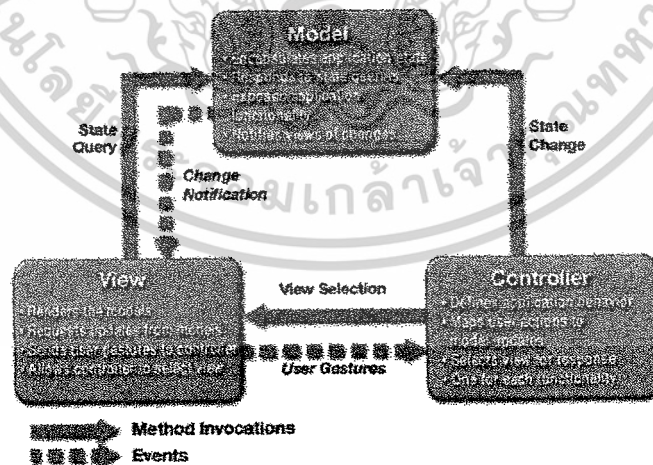 Model
• Encapsulates application state
• Responds to state queries
• Exposes application
functionality
• Notifies views of changes
State
Query
State
Change
Change
Notification
View
• Renders the models
• Requests updates from models
• Sends user gestures to controller
• Allows controller to select view
View Selection
User Gastures
Controller
• Defines application behavior
• Maps user actions to
model updates
• Selects view for response
• One for each functionality
Method Invocations
Events